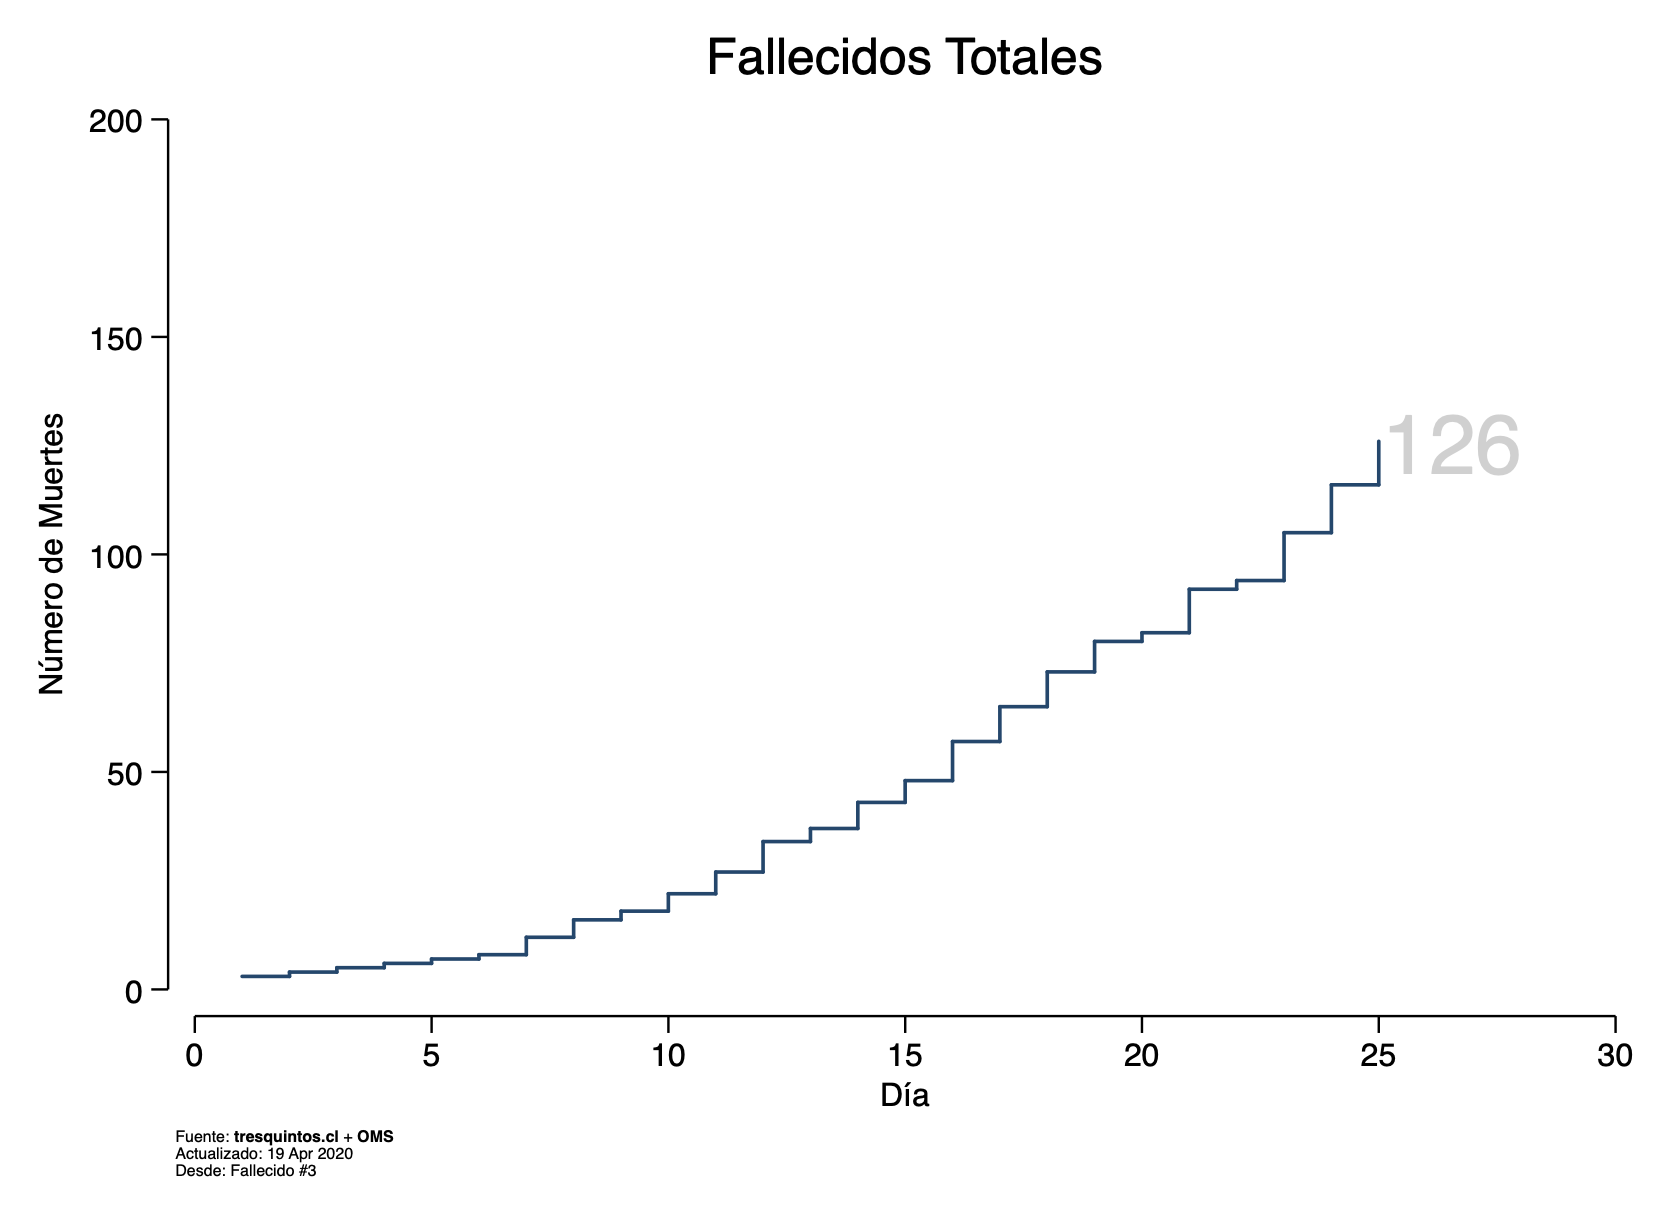 Fallecidos Totales
200
150
100
50
0
Número de Muertes
126
0 5 10 15 20 25 30
Día
Fuente: tresquintos.cl + OMS
Actualizado: 19 Apr 2020
Desde: Fallecido #3